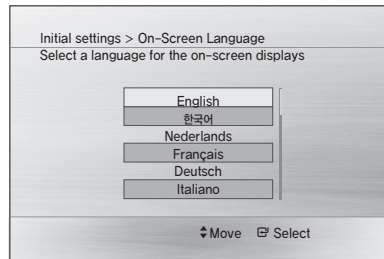 Initial settings > On-Screen Language
Select a language for the on-screen displays
English
한국어
Nederlands
Français
Deutsch
Italiano
Move Select